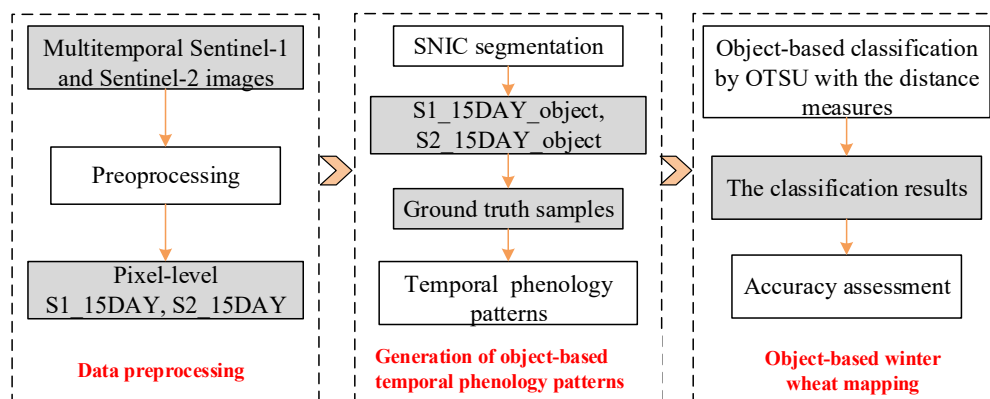 Multitemporal Sentinel-1
and Sentinel-2 images
Preoprocessing
Pixel-level
S1_15DAY, S2_15DAY
Data preprocessing
SNIC segmentation
S1_15DAY_object,
S2_15DAY_object
Ground truth samples
Temporal phenology
patterns
Generation of object-based
temporal phenology patterns
Object-based classification
by OTSU with the distance
measures
The classification results
Accuracy assessment
Object-based winter
wheat mapping